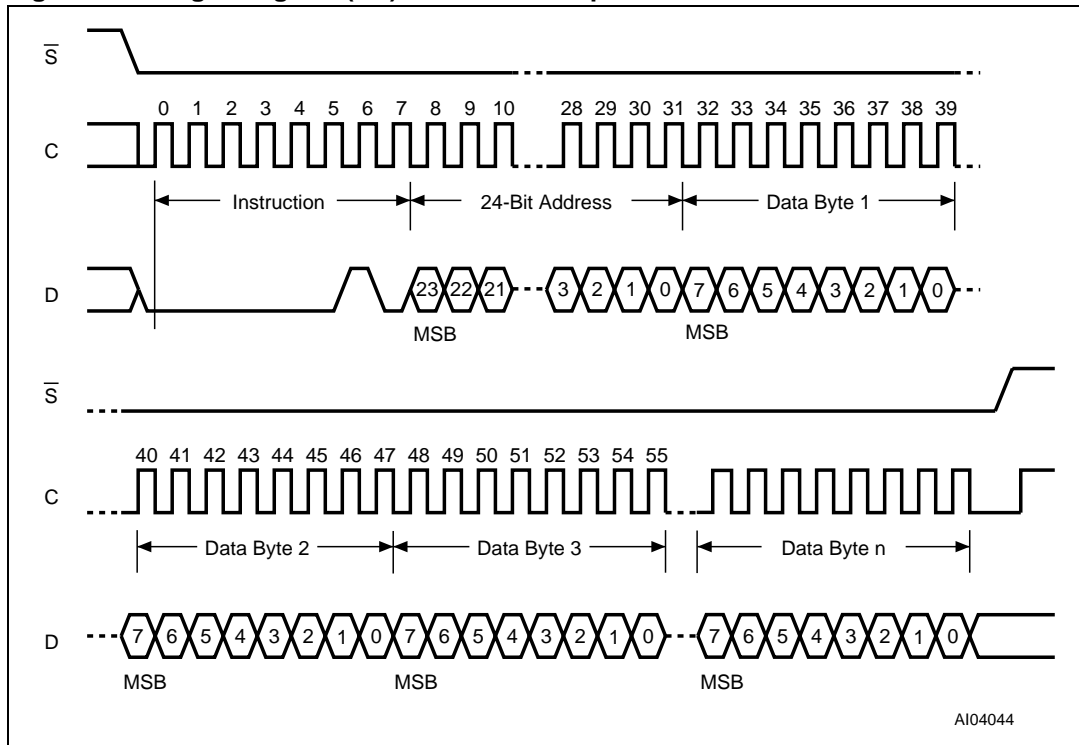 S
0 1 2 3 4 5 6 7 8 9 10 28 29 30 31 32 33 34 35 36 37 38 39
C
Instruction 24-Bit Address Data Byte 1
D 23 22 21 3 2 1 0 7 6 5 4 3 2 1 0
MSB MSB
S
40 41 42 43 44 45 46 47 48 49 50 51 52 53 54 55
C
Data Byte 2 Data Byte 3 Data Byte n
D 7 6 5 4 3 2 1 0 7 6 5 4 3 2 1 0 7 6 5 4 3 2 1 0
MSB MSB MSB
AI04044